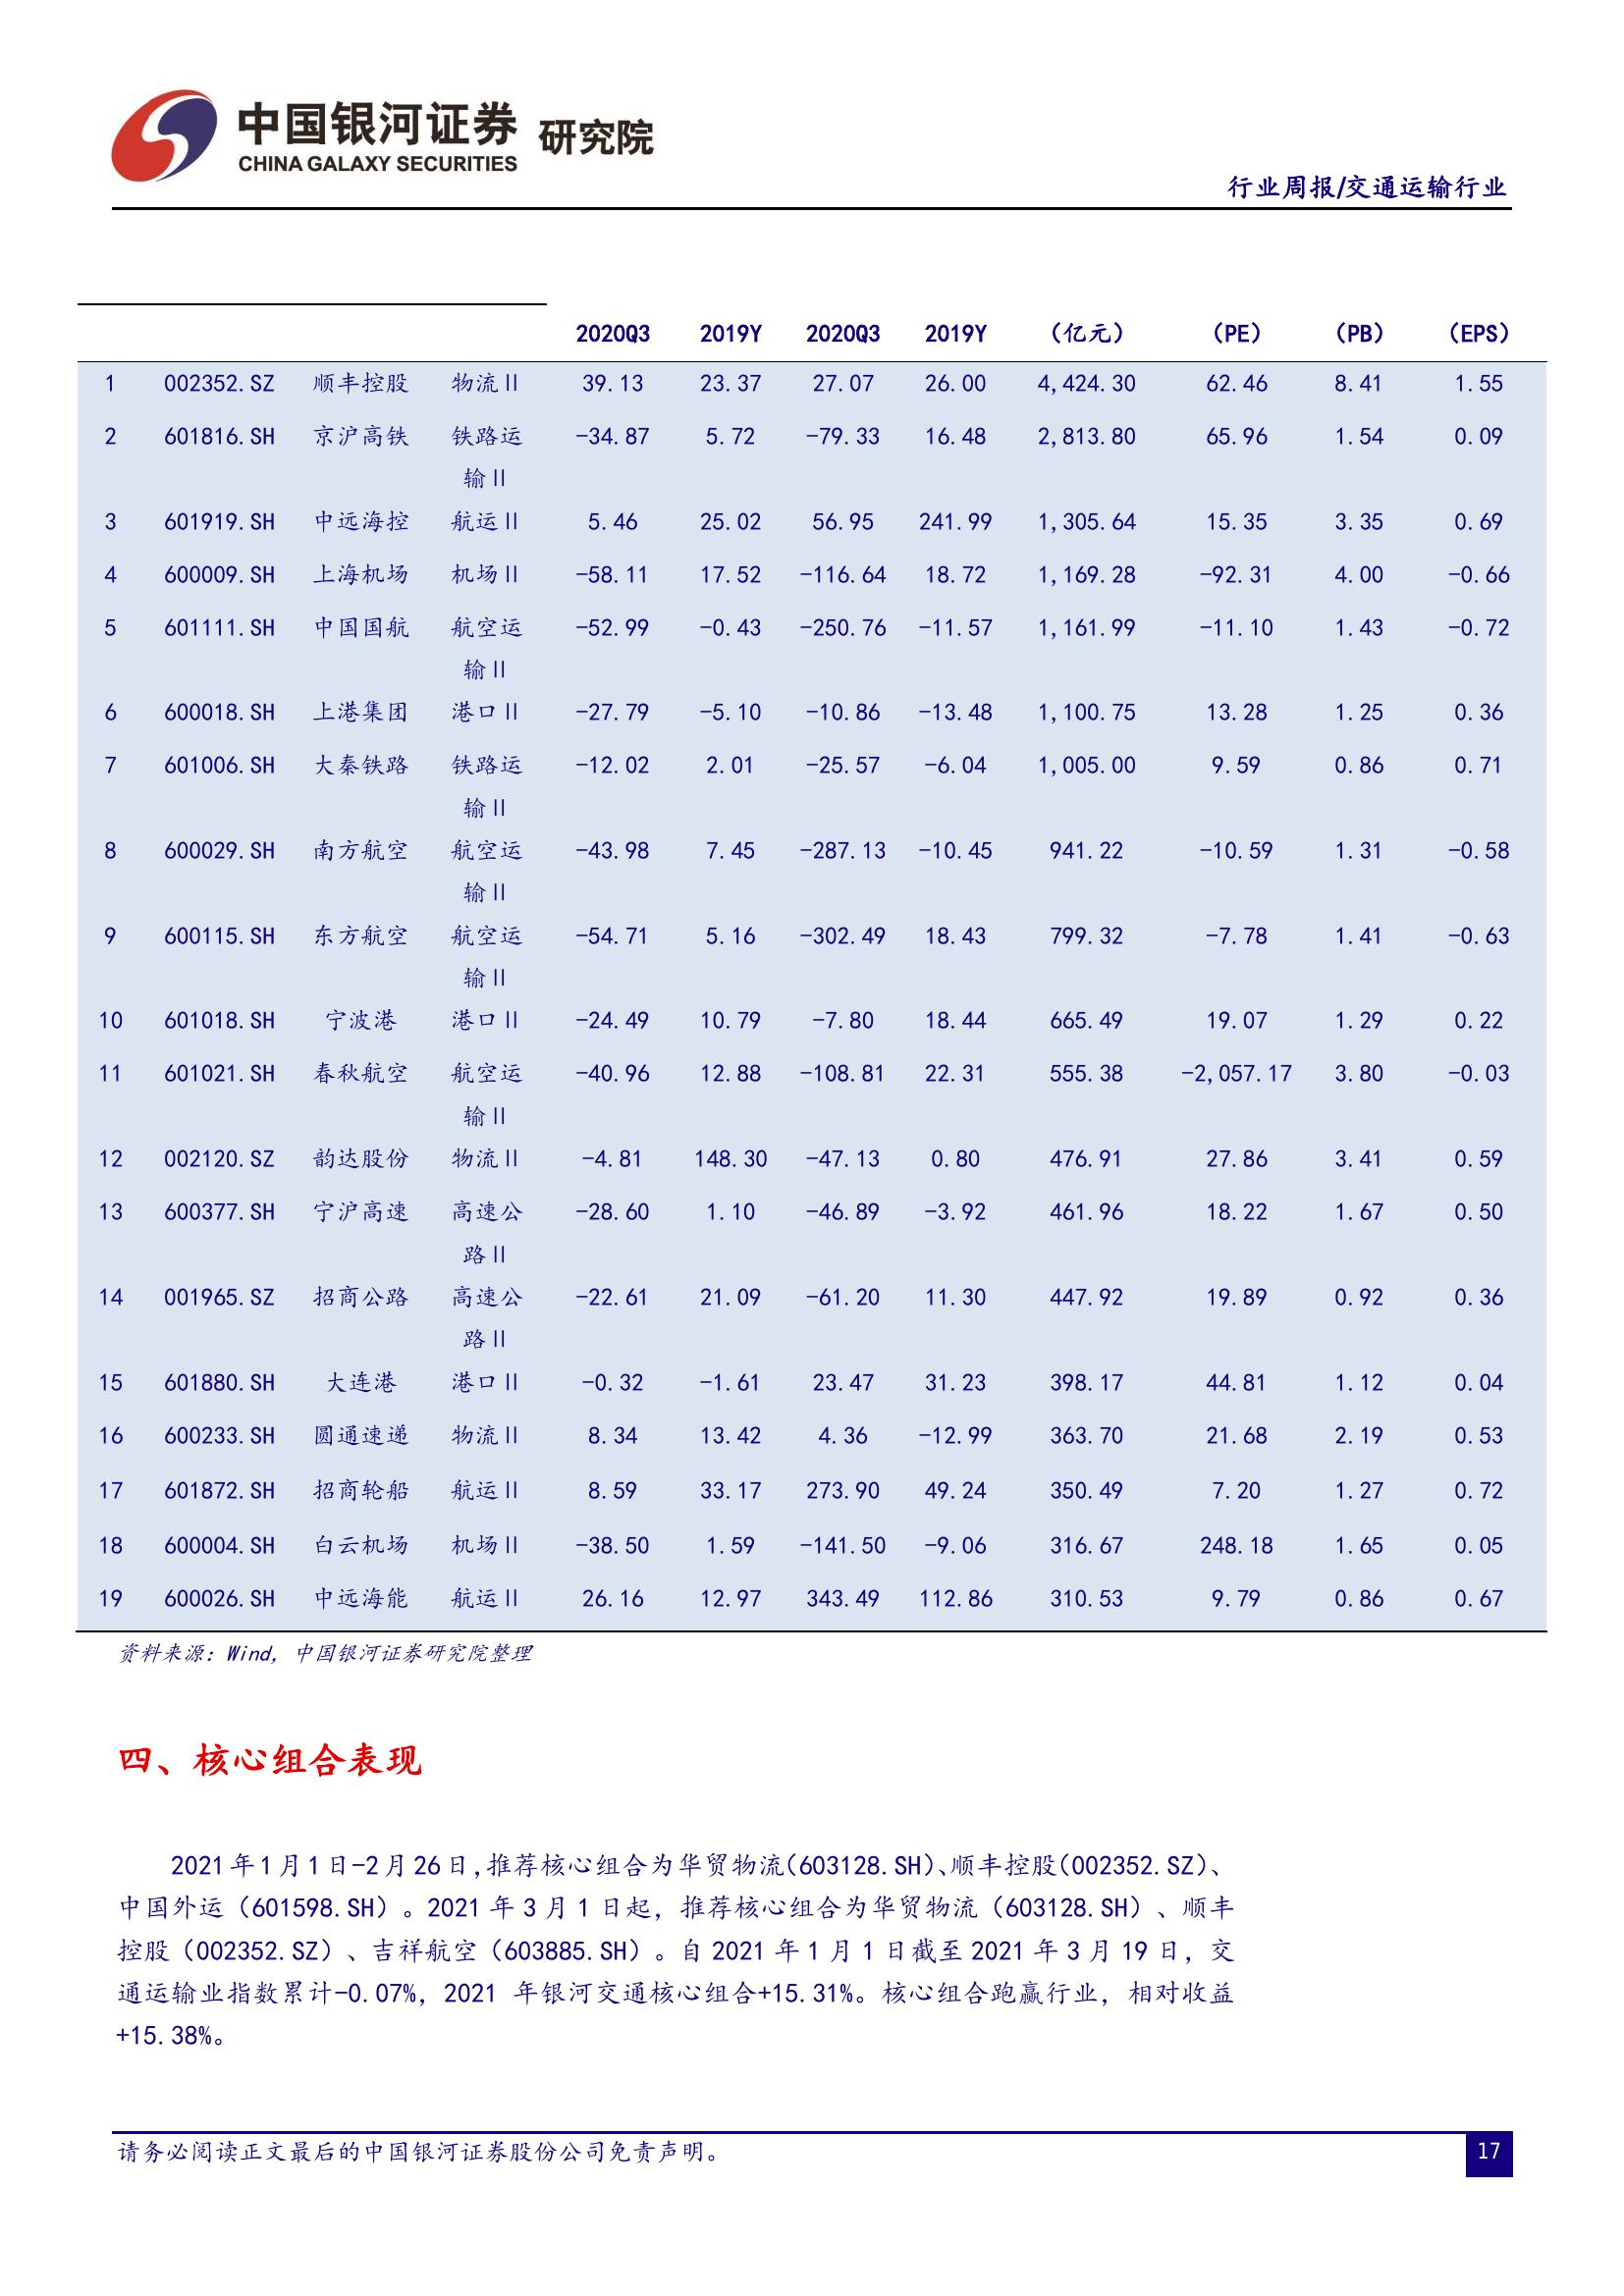 中国银河证券 研究院
CHINA GALAXY SECURITIES
行业周报/交通运输行业
2020Q3 2019Y 2020Q3 2019Y （亿元） （PE） （PB） （EPS）
1 002352.SZ 顺丰控股 物流Ⅱ 39.13 23.37 27.07 26.00 4,424.30 62.46 8.41 1.55
2 601816.SH 京沪高铁 铁路运 -34.87 5.72 -79.33 16.48 2,813.80 65.96 1.54 0.09
输Ⅱ
3 601919.SH 中远海控 航运Ⅱ 5.46 25.02 56.95 241.99 1,305.64 15.35 3.35 0.69
4 600009.SH 上海机场 机场Ⅱ -58.11 17.52 -116.64 18.72 1,169.28 -92.31 4.00 -0.66
5 601111.SH 中国国航 航空运 -52.99 -0.43 -250.76 -11.57 1,161.99 -11.10 1.43 -0.72
输Ⅱ
6 600018.SH 上港集团 港口Ⅱ -27.79 -5.10 -10.86 -13.48 1,100.75 13.28 1.25 0.36
7 601006.SH 大秦铁路 铁路运 -12.02 2.01 -25.57 -6.04 1,005.00 9.59 0.86 0.71
输Ⅱ
8 600029.SH 南方航空 航空运 -43.98 7.45 -287.13 -10.45 941.22 -10.59 1.31 -0.58
输Ⅱ
9 600115.SH 东方航空 航空运 -54.71 5.16 -302.49 18.43 799.32 -7.78 1.41 -0.63
输Ⅱ
10 601018.SH 宁波港 港口Ⅱ -24.49 10.79 -7.80 18.44 665.49 19.07 1.29 0.22
11 601021.SH 春秋航空 航空运 -40.96 12.88 -108.81 22.31 555.38 -2,057.17 3.80 -0.03
输Ⅱ
12 002120.SZ 韵达股份 物流Ⅱ -4.81 148.30 -47.13 0.80 476.91 27.86 3.41 0.59
13 600377.SH 宁沪高速 高速公 -28.60 1.10 -46.89 -3.92 461.96 18.22 1.67 0.50
路Ⅱ
14 001965.SZ 招商公路 高速公 -22.61 21.09 -61.20 11.30 447.92 19.89 0.92 0.36
路Ⅱ
15 601880.SH 大连港 港口Ⅱ -0.32 -1.61 23.47 31.23 398.17 44.81 1.12 0.04
16 600233.SH 圆通速递 物流Ⅱ 8.34 13.42 4.36 -12.99 363.70 21.68 2.19 0.53
17 601872.SH 招商轮船 航运Ⅱ 8.59 33.17 273.90 49.24 350.49 7.20 1.27 0.72
18 600004.SH 白云机场 机场Ⅱ -38.50 1.59 -141.50 -9.06 316.67 248.18 1.65 0.05
19 600026.SH 中远海能 航运Ⅱ 26.16 12.97 343.49 112.86 310.53 9.79 0.86 0.67
资料来源：Wind，中国银河证券研究院整理
四、核心组合表现
2021年1月1日-2月26日,推荐核心组合为华贸物流(603128.SH)、顺丰控股(002352.SZ)、
中国外运（601598.SH）。2021 年 3 月 1 日起，推荐核心组合为华贸物流（603128.SH）、顺丰
控股（002352.SZ）、吉祥航空（603885.SH）。自 2021 年 1 月 1 日截至 2021 年 3 月 19 日，交
通运输业指数累计-0.07%，2021 年银河交通核心组合+15.31%。核心组合跑赢行业，相对收益
+15.38%。
请务必阅读正文最后的中国银河证券股份公司免责声明。
17